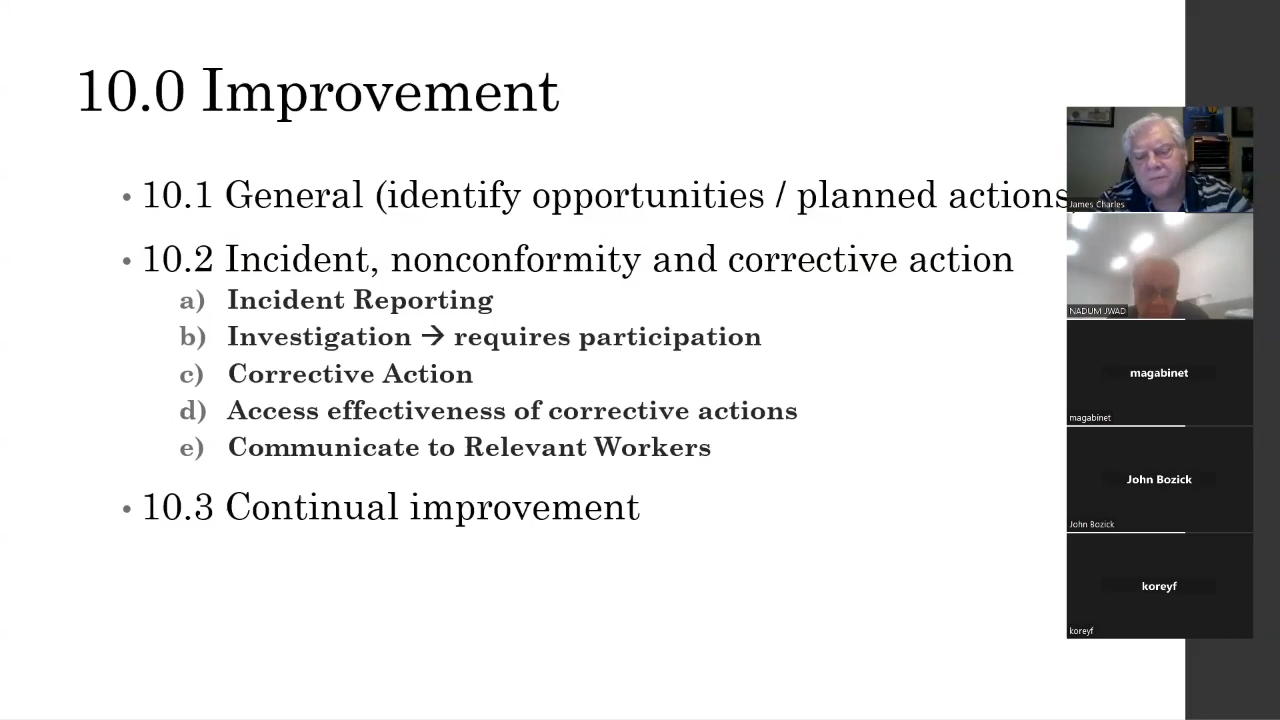 10.0 Improvement
• 10.1 General (identify opportunities / planned actions)
• 10.2 Incident, nonconformity and corrective action
a) Incident Reporting
b) Investigation → requires participation
c) Corrective Action
d) Access effectiveness of corrective actions
e) Communicate to Relevant Workers
• 10.3 Continual improvement
James Charles
NADUM JWAD
magabinet
magabinet
John Bozick
John Bozick
koreyf
koreyf